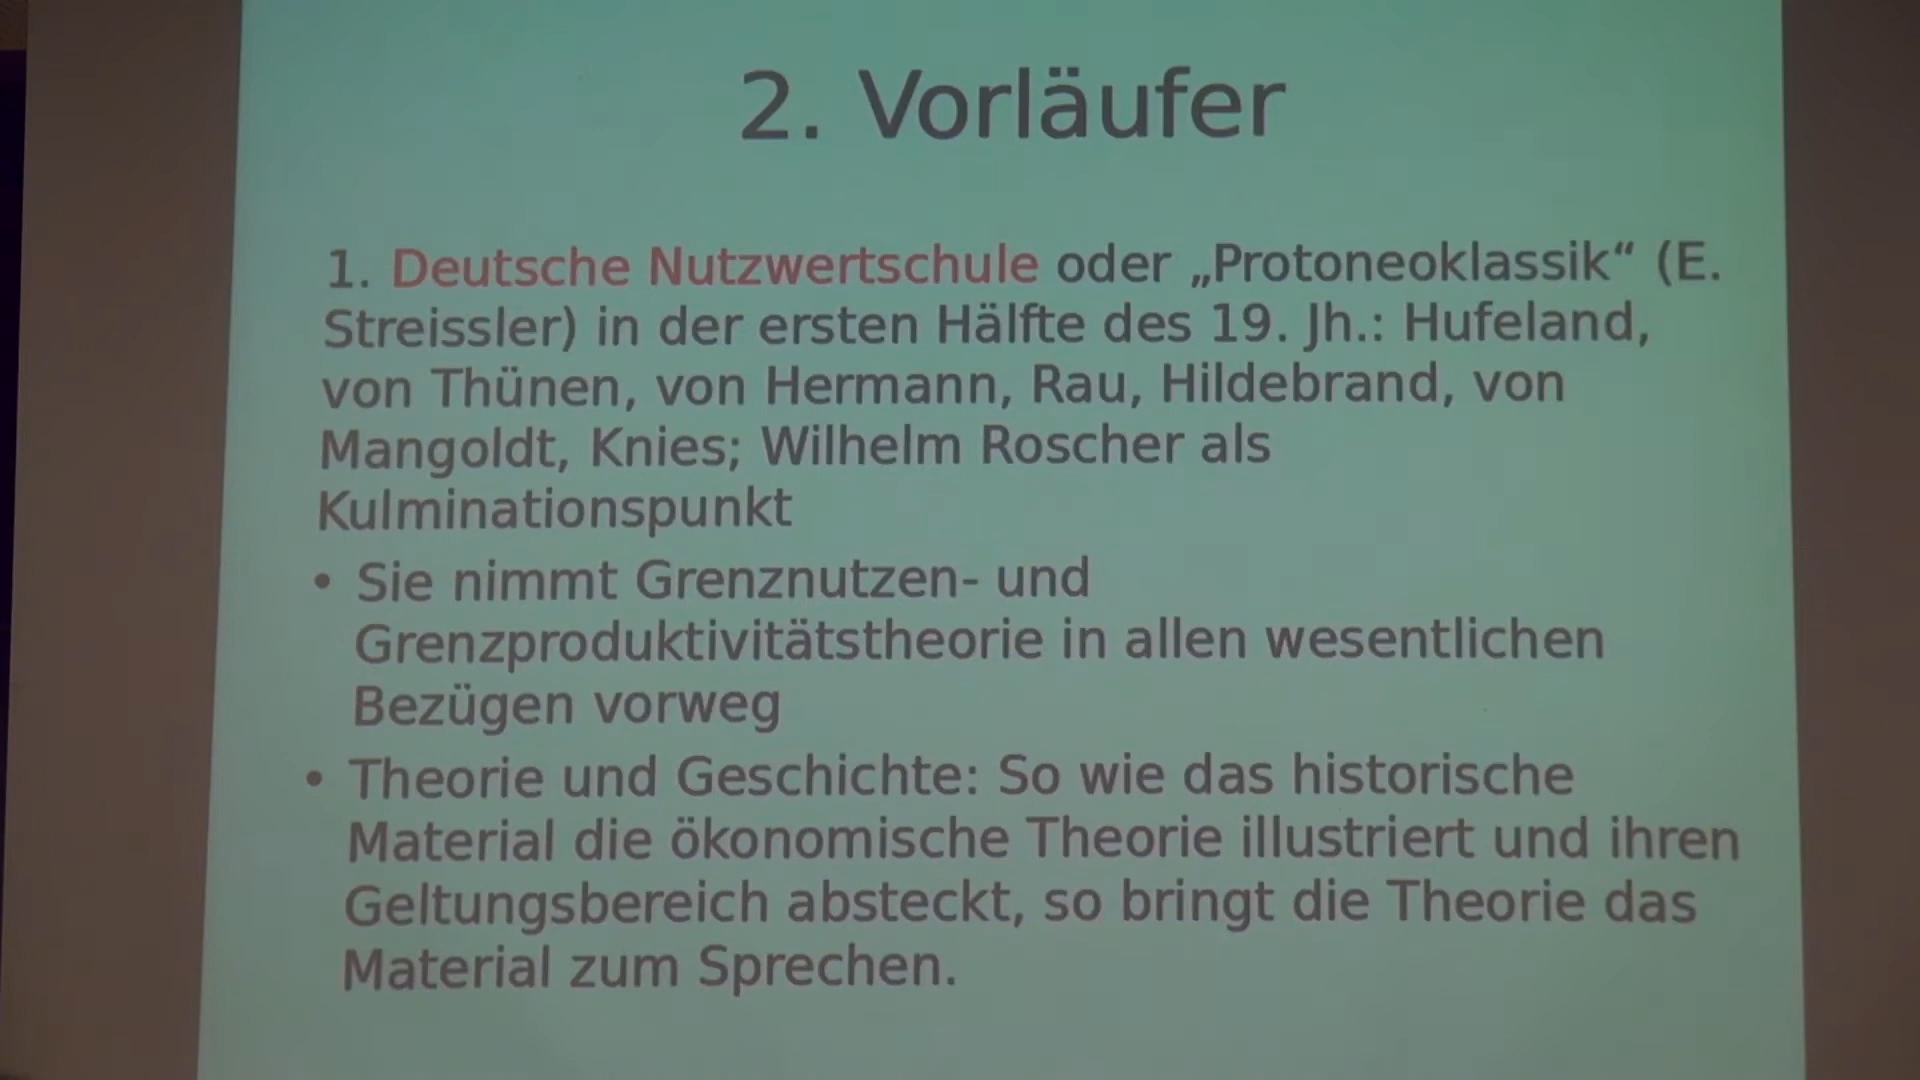 2. Vorläufer
1. Deutsche Nutzwertschule oder „Protoneoklassik“ (E.
Streissler) in der ersten Hälfte des 19. Jh.: Hufeland,
von Thünen, von Hermann, Rau, Hildebrand, von
Mangoldt, Knies; Wilhelm Roscher als
Kulminationspunkt
• Sie nimmt Grenznutzen- und
Grenzproduktivitätstheorie in allen wesentlichen
Bezügen vorweg
• Theorie und Geschichte: So wie das historische
Material die ökonomische Theorie illustriert und ihren
Geltungsbereich absteckt, so bringt die Theorie das
Material zum Sprechen.